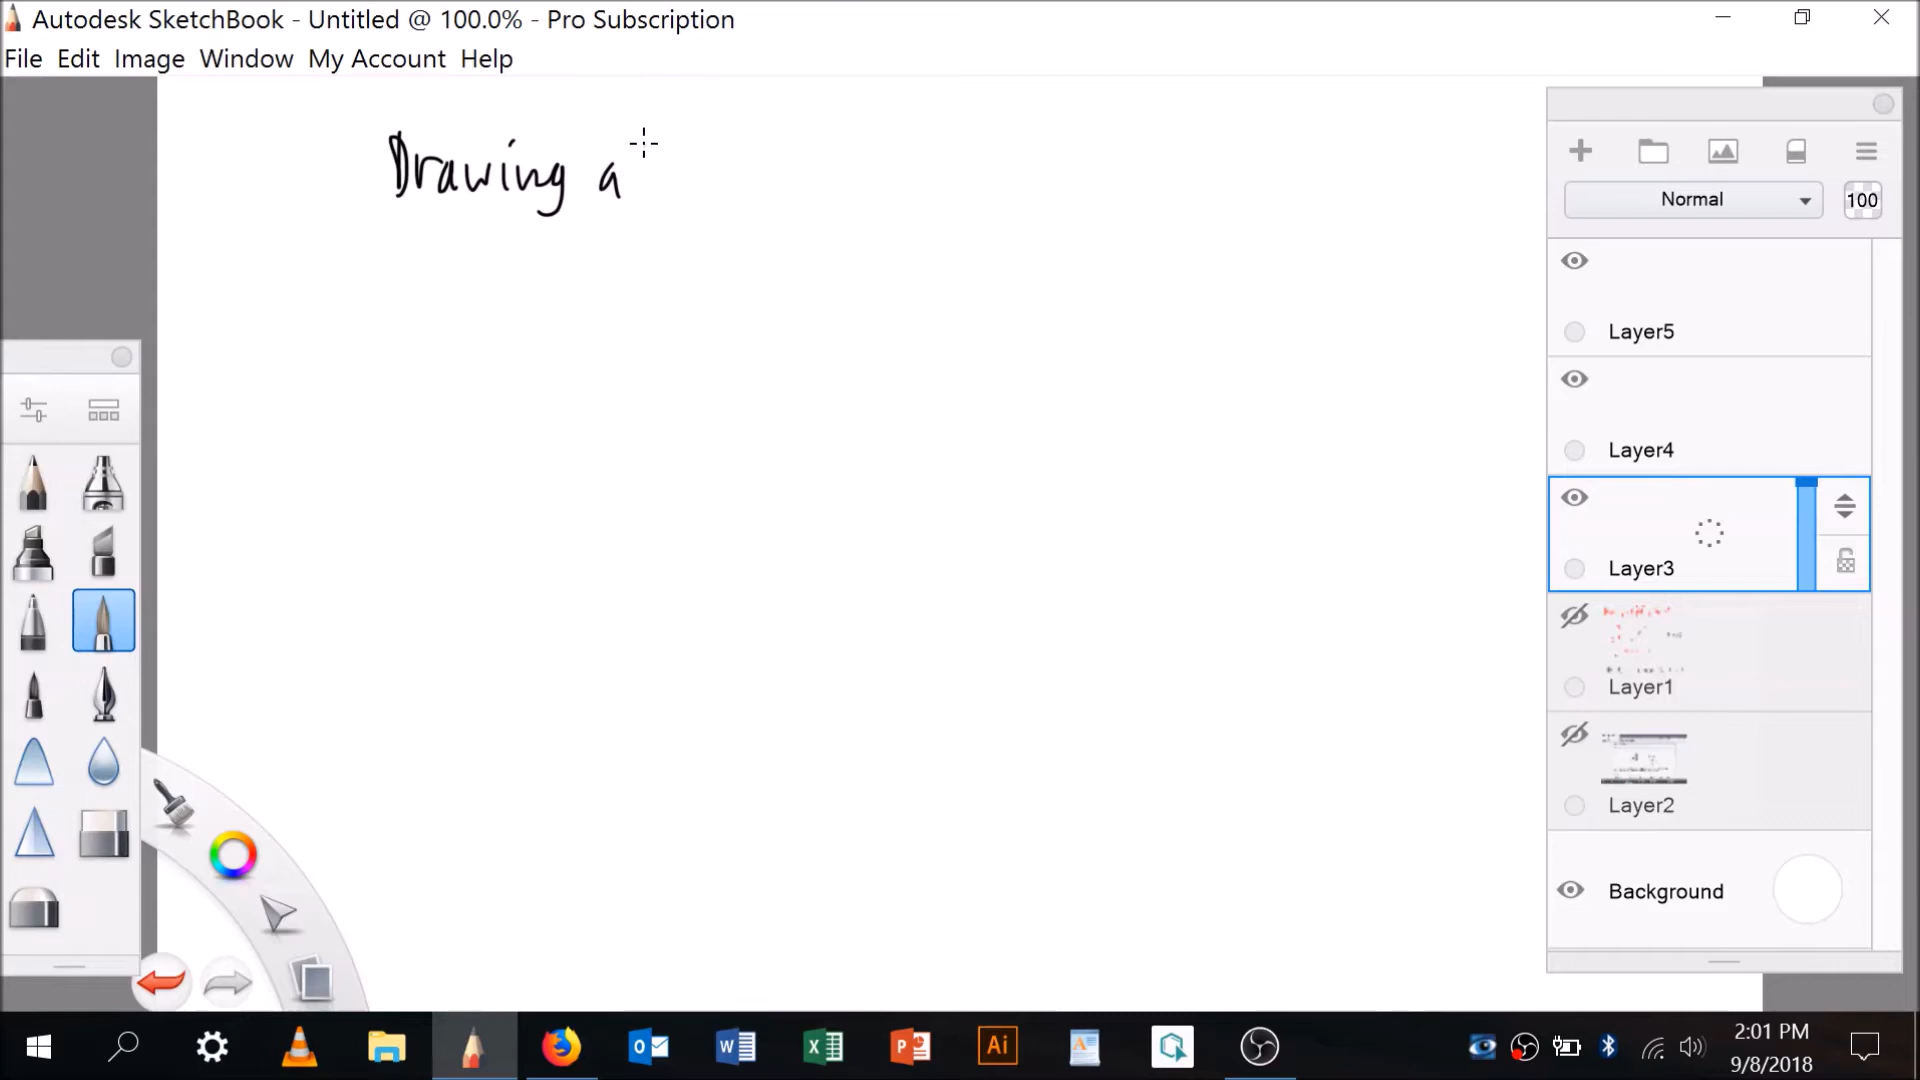 Autodesk SketchBook - Untitled @ 100.0% - Pro Subscription
File Edit Image Window My Account Help
Drawing a
Normal 100
Layer5
Layer4
Layer3
Layer1
Layer2
Background
2:01 PM
9/8/2018